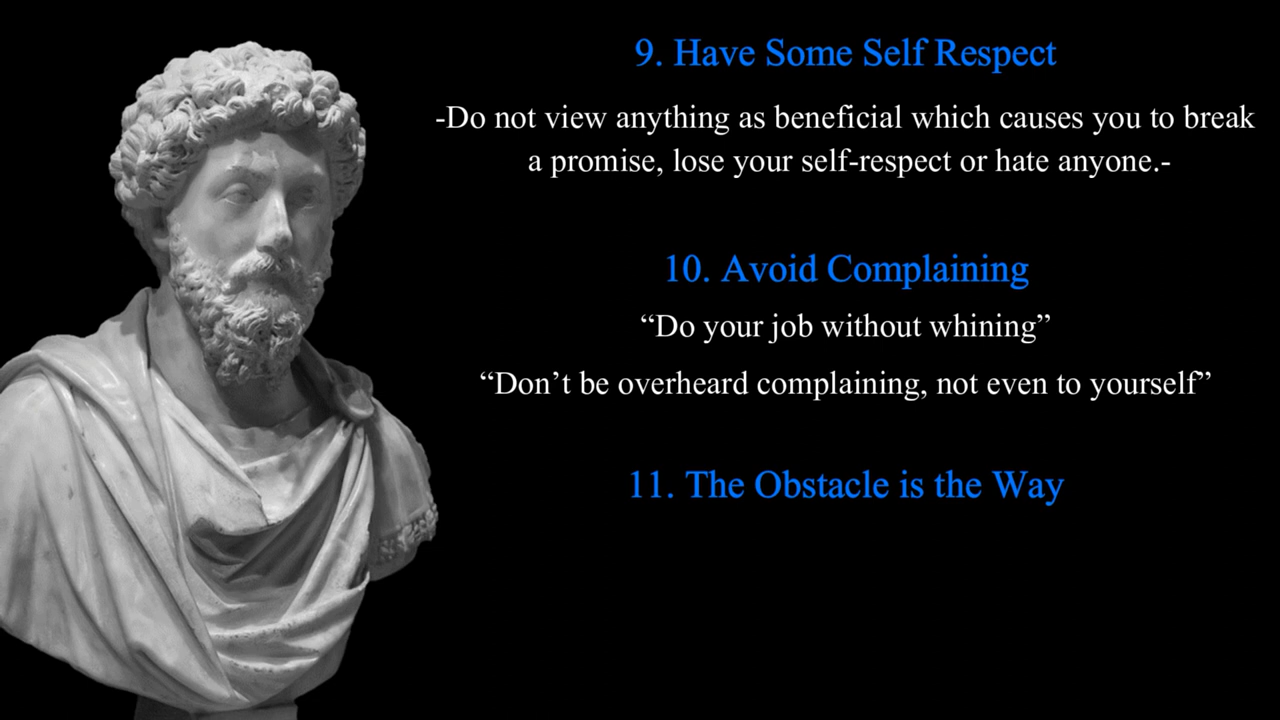 9. Have Some Self Respect
-Do not view anything as beneficial which causes you to break
a promise, lose your self-respect or hate anyone.-
10. Avoid Complaining
“Do your job without whining”
“Don’t be overheard complaining, not even to yourself”
11. The Obstacle is the Way